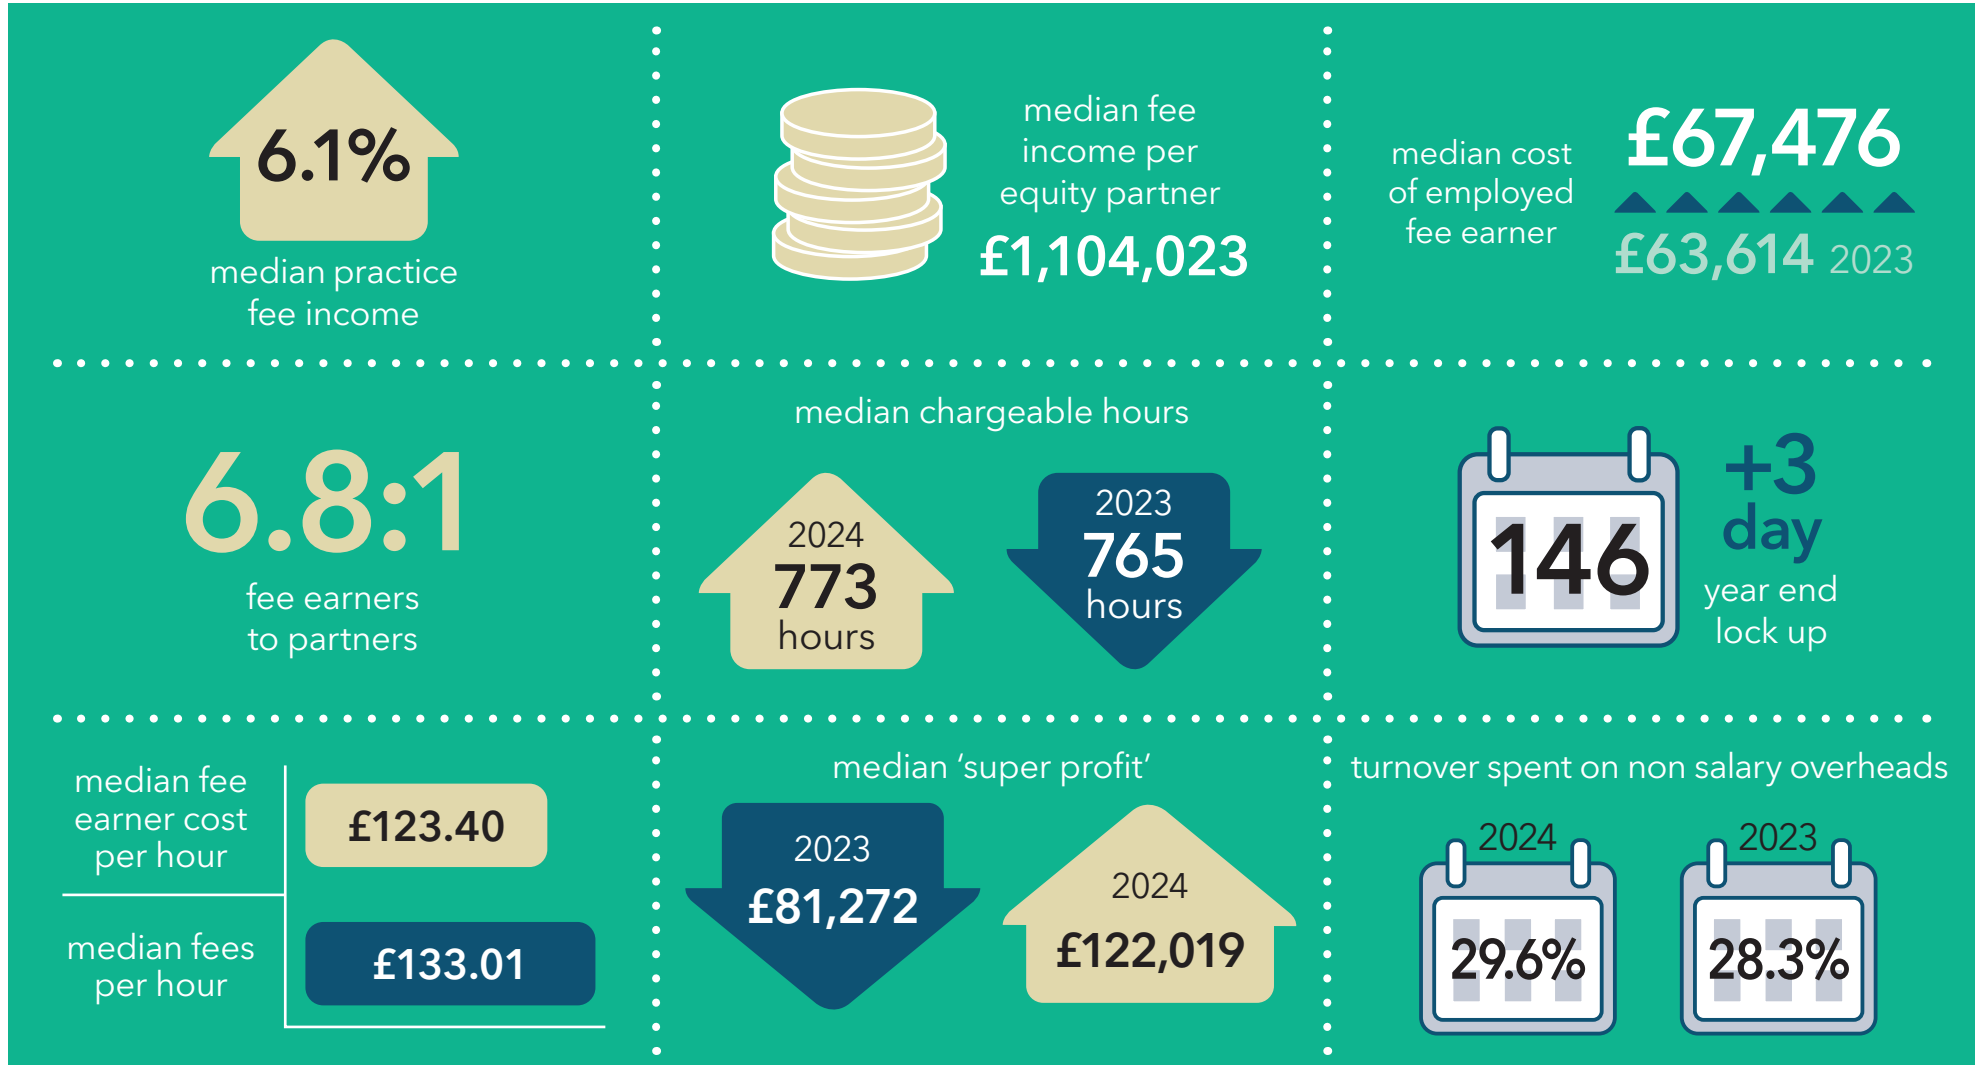 6.1%
median practice
fee income
median fee
income per
equity partner
£1,104,023
median cost
of employed
fee earner
£67,476
£63,614 2023
6.8:1
fee earners
to partners
median chargeable hours
2024
773
hours
2023
765
hours
146
+3
day
year end
lock up
median fee
earner cost
per hour
£123.40
median fees
per hour
£133.01
median ‘super profit’
2023
£81,272
2024
£122,019
turnover spent on non salary overheads
2024
29.6%
2023
28.3%